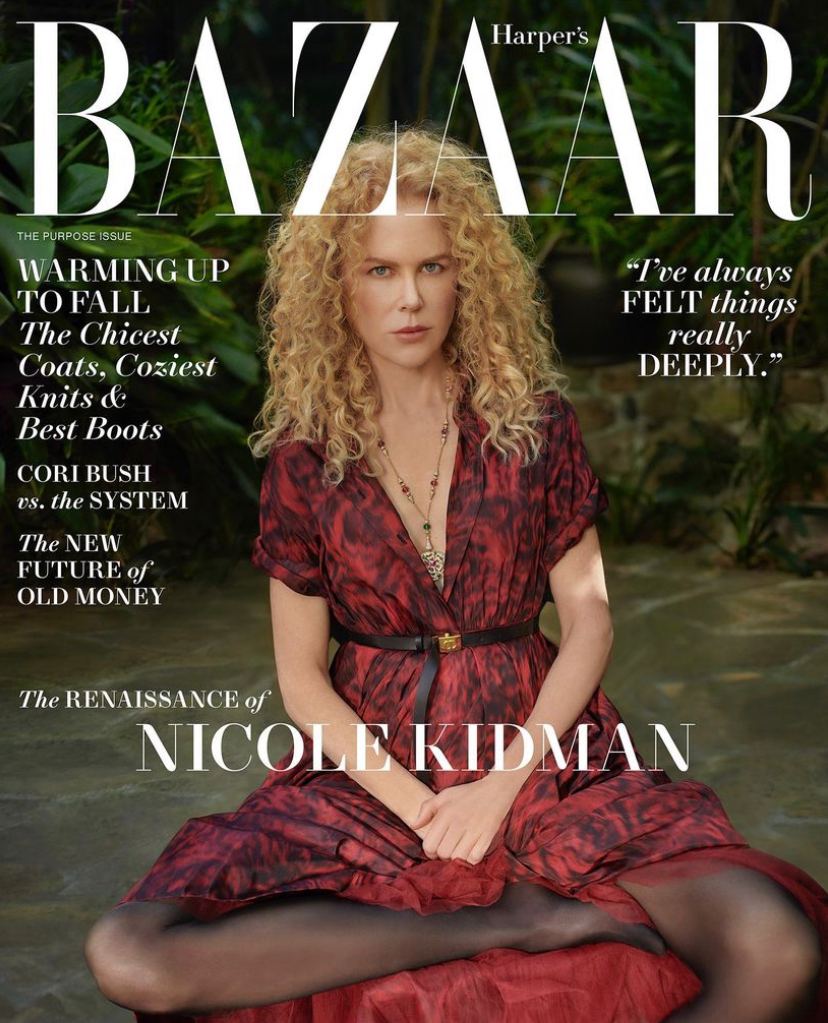 Harper's
BAZAAR
THE PURPOSE ISSUE
WARMING UP
TO FALL
The Chicest
Coats, Coziest
Knits &
Best Boots
CORI BUSH
vs. the SYSTEM
The NEW
FUTURE of
OLD MONEY
“I've always
FELT things
really
DEEPLY.”
The RENAISSANCE of
NICOLE KIDMAN